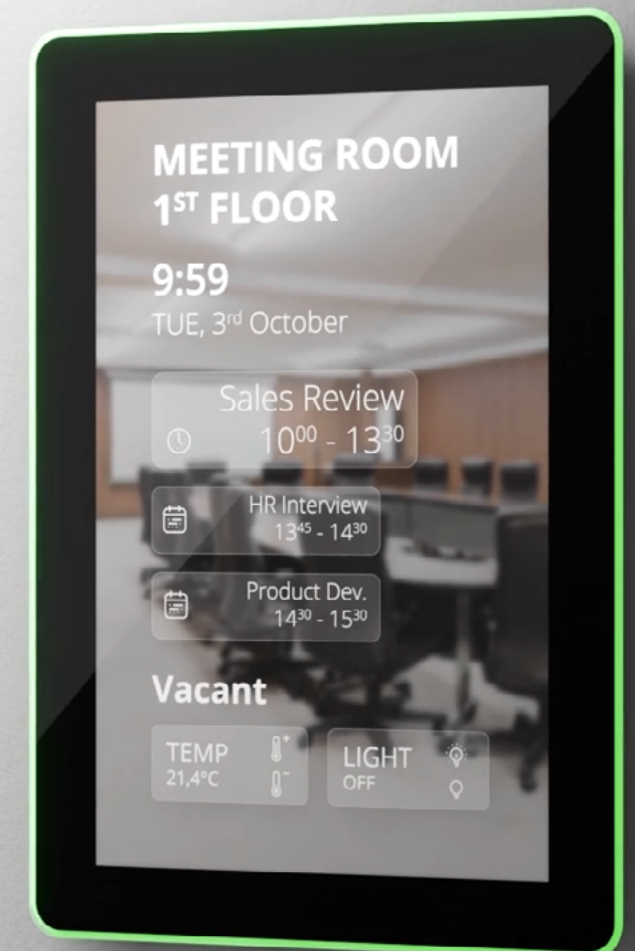 MEETING ROOM
1ST FLOOR
9:59
TUE, 3rd October
Sales Review
10⁰⁰ - 13³⁰
HR Interview
13⁴⁵ - 14³⁰
Product Dev.
14³⁰ - 15³⁰
Vacant
TEMP
21,4°C
LIGHT
OFF